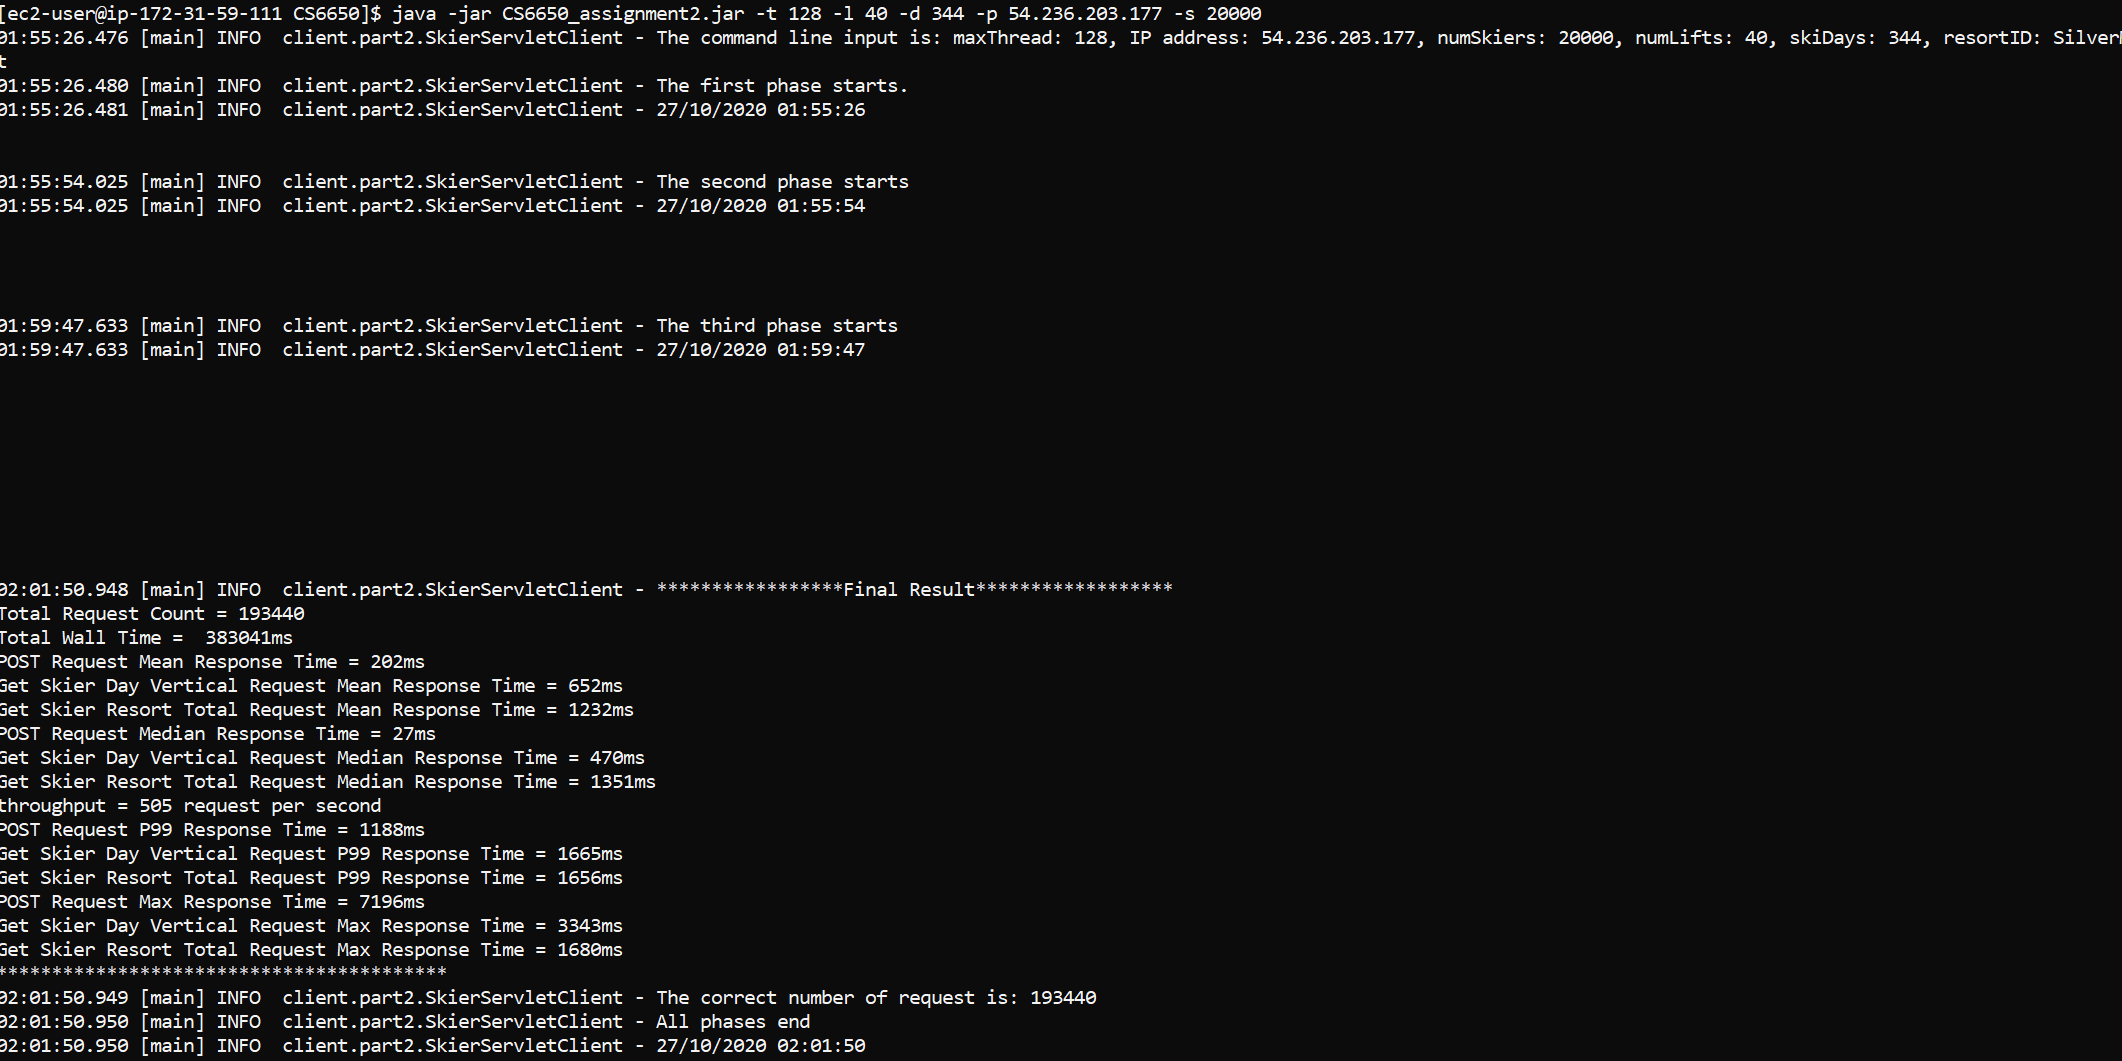 [ec2-user@ip-172-31-59-111 CS6650]$ java -jar CS6650_assignment2.jar -t 128 -l 40 -d 344 -p 54.236.203.177 -s 20000
01:55:26.476 [main] INFO  client.part2.SkierServletClient - The command line input is: maxThread: 128, IP address: 54.236.203.177, numSkiers: 20000, numLifts: 40, skiDays: 344, resortID: SilverM
t
01:55:26.480 [main] INFO  client.part2.SkierServletClient - The first phase starts.
01:55:26.481 [main] INFO  client.part2.SkierServletClient - 27/10/2020 01:55:26
01:55:54.025 [main] INFO  client.part2.SkierServletClient - The second phase starts
01:55:54.025 [main] INFO  client.part2.SkierServletClient - 27/10/2020 01:55:54
01:59:47.633 [main] INFO  client.part2.SkierServletClient - The third phase starts
01:59:47.633 [main] INFO  client.part2.SkierServletClient - 27/10/2020 01:59:47
02:01:50.948 [main] INFO  client.part2.SkierServletClient - *****************Final Result******************
Total Request Count = 193440
Total Wall Time =  383041ms
POST Request Mean Response Time = 202ms
Get Skier Day Vertical Request Mean Response Time = 652ms
Get Skier Resort Total Request Mean Response Time = 1232ms
POST Request Median Response Time = 27ms
Get Skier Day Vertical Request Median Response Time = 470ms
Get Skier Resort Total Request Median Response Time = 1351ms
throughput = 505 request per second
POST Request P99 Response Time = 1188ms
Get Skier Day Vertical Request P99 Response Time = 1665ms
Get Skier Resort Total Request P99 Response Time = 1656ms
POST Request Max Response Time = 7196ms
Get Skier Day Vertical Request Max Response Time = 3343ms
Get Skier Resort Total Request Max Response Time = 1680ms
*****************************************
02:01:50.949 [main] INFO  client.part2.SkierServletClient - The correct number of request is: 193440
02:01:50.950 [main] INFO  client.part2.SkierServletClient - All phases end
02:01:50.950 [main] INFO  client.part2.SkierServletClient - 27/10/2020 02:01:50